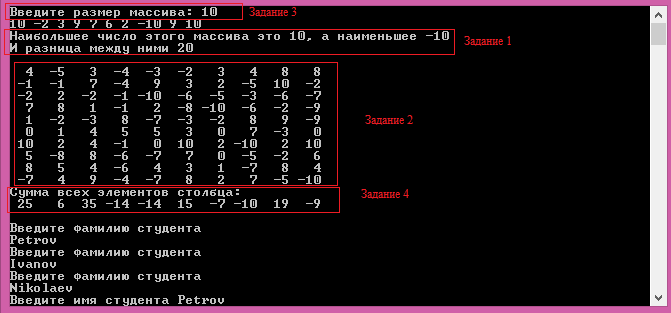 Введите размер массива: 10
Задание 3
10 -2 3 9 7 6 2 -10 9 10
Наибольшее число этого массива это 10, а наименьшее -10
И разница между ними 20
Задание 1
4 -5 3 -4 -3 -2 3 4 8 8
-1 -1 7 -4 9 3 2 -5 10 -2
-2 2 -2 -1 -10 -6 -5 -3 -6 -7
7 8 1 -1 2 -8 -10 -6 -2 -9
1 -2 -3 8 -7 -3 -2 8 9 -9
0 1 4 5 5 3 0 7 -3 0
10 2 4 -1 0 10 2 -10 2 10
5 -8 8 -6 -7 7 0 -5 -2 6
8 5 4 -6 4 3 1 -7 8 4
-7 4 9 -4 -7 8 2 7 -5 -10
Задание 2
Сумма всех элементов столбца:
25 6 35 -14 -14 15 -7 -10 19 -9
Задание 4
Введите фамилию студента
Petrov
Введите фамилию студента
Ivanov
Введите фамилию студента
Nikolaev
Введите имя студента Petrov